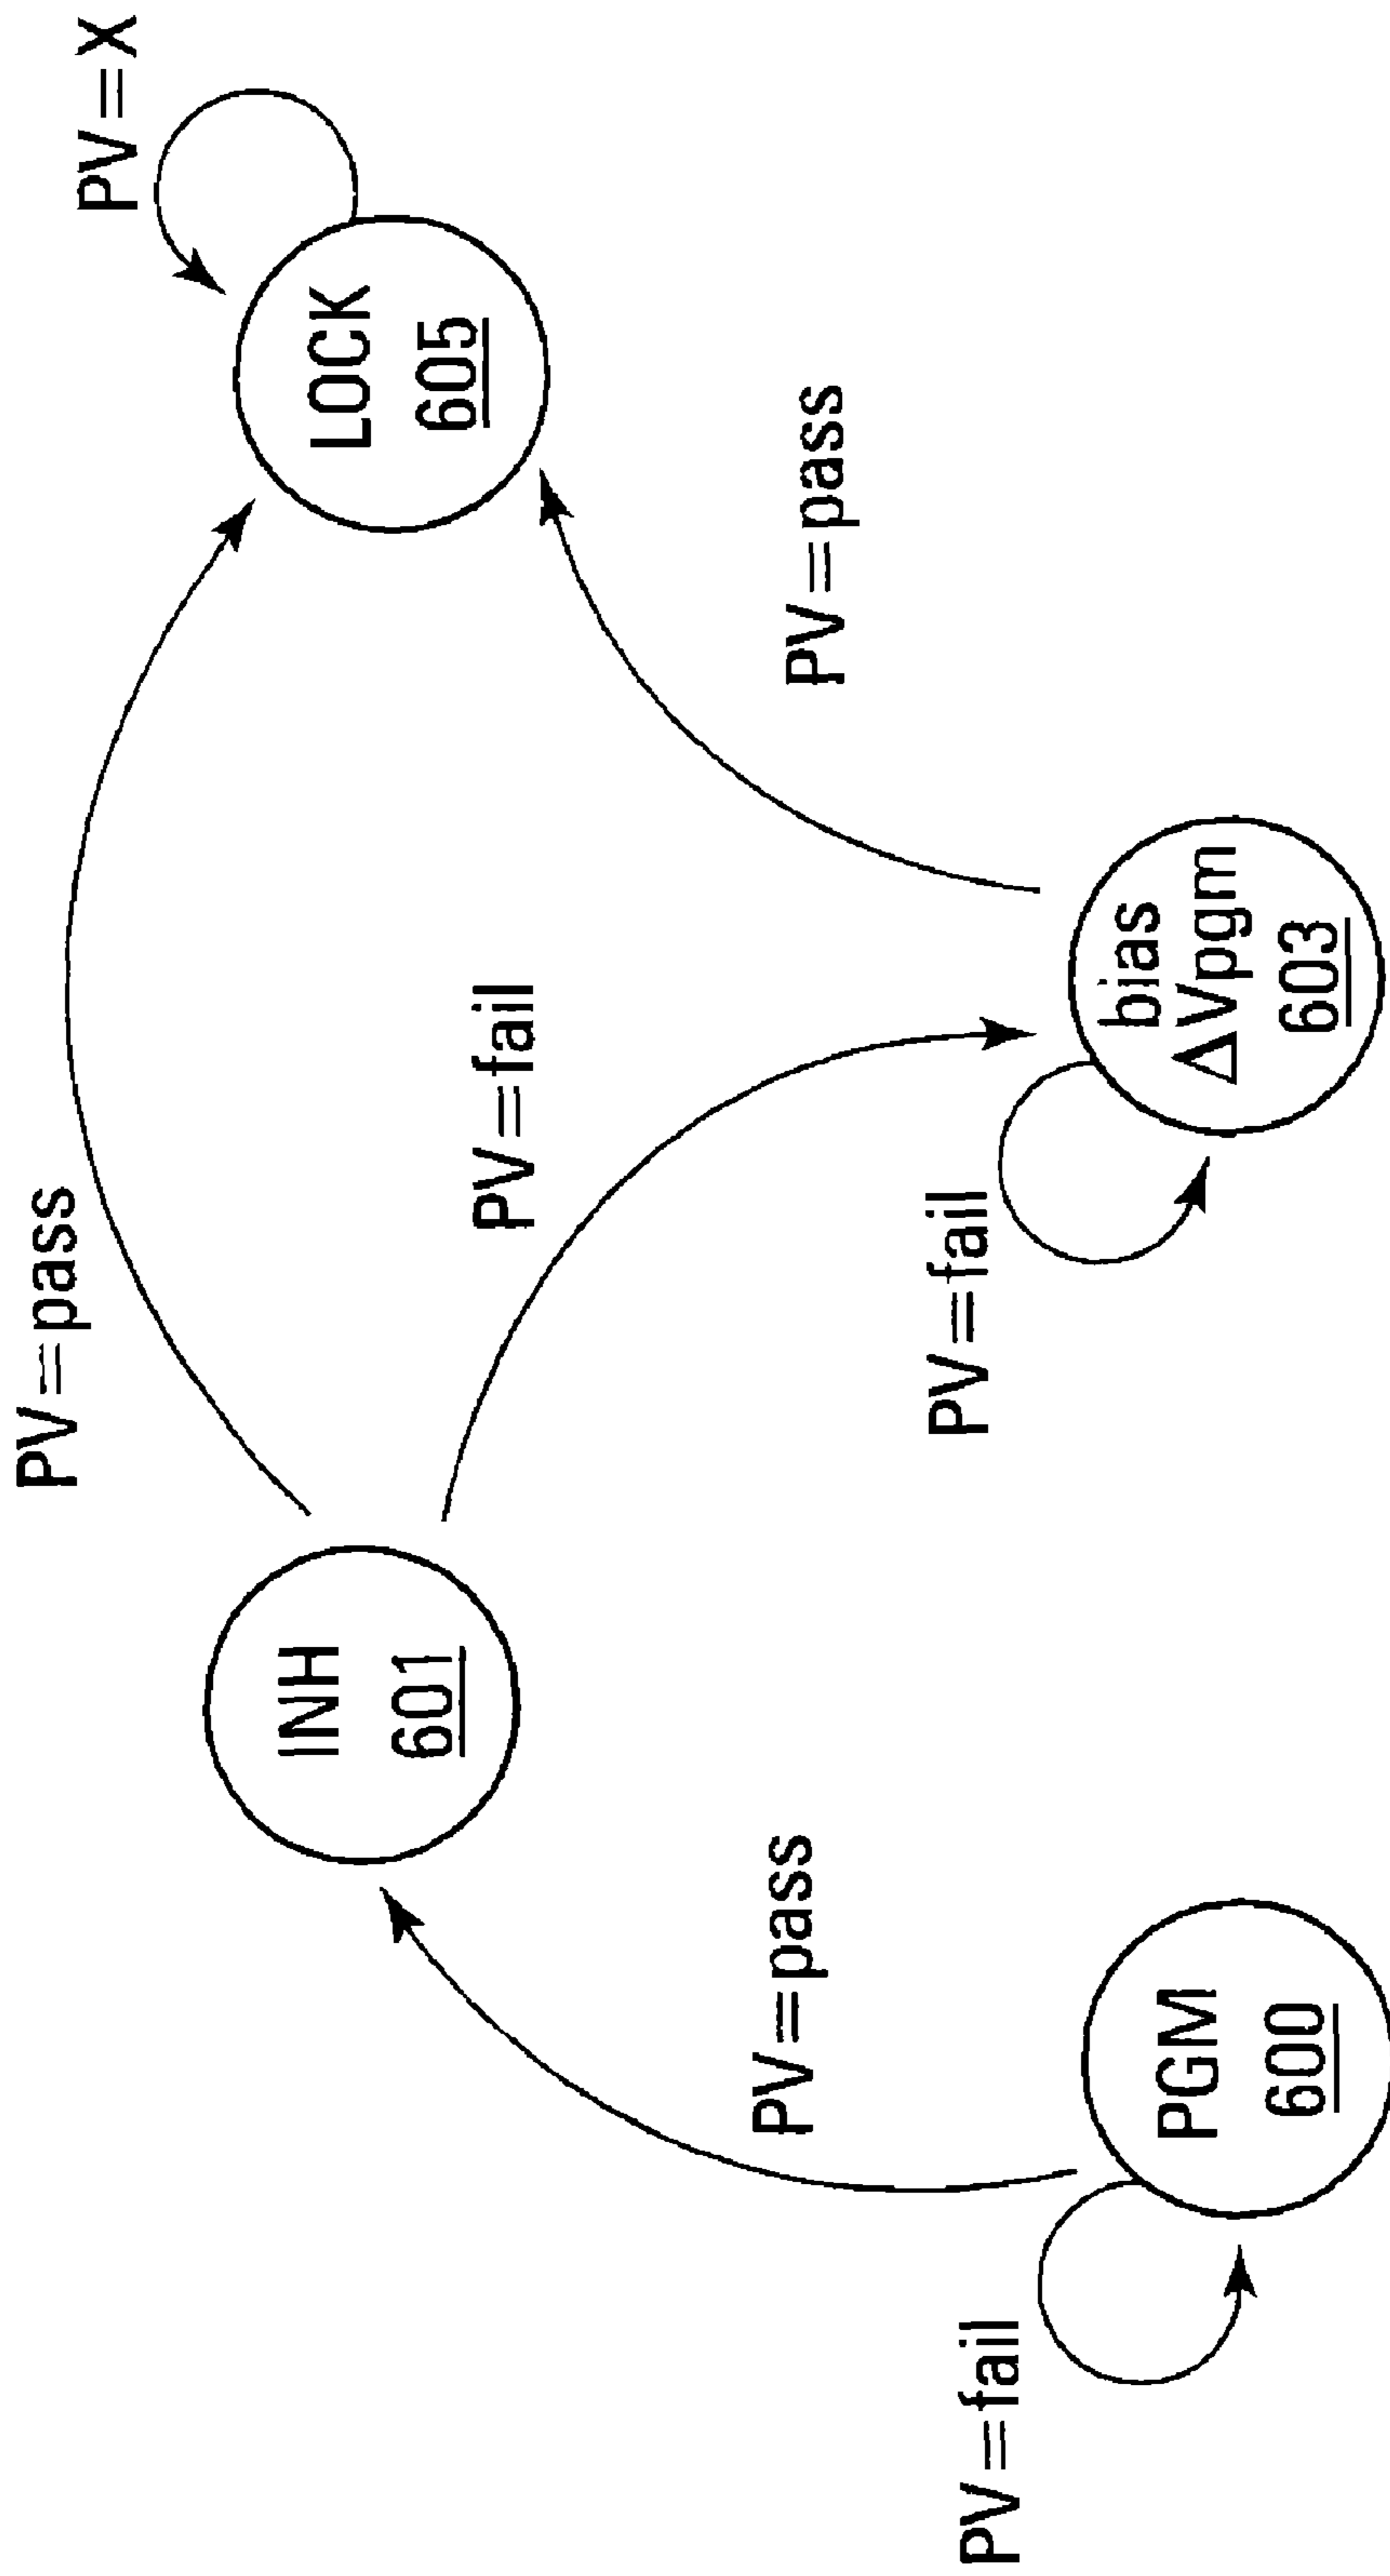 PV=pass
PV=X
INH
601
LOCK
605
PV=fail
PV=pass
PV=pass
PV=fail
PV=fail
PGM
600
bias
ΔVpgm
603